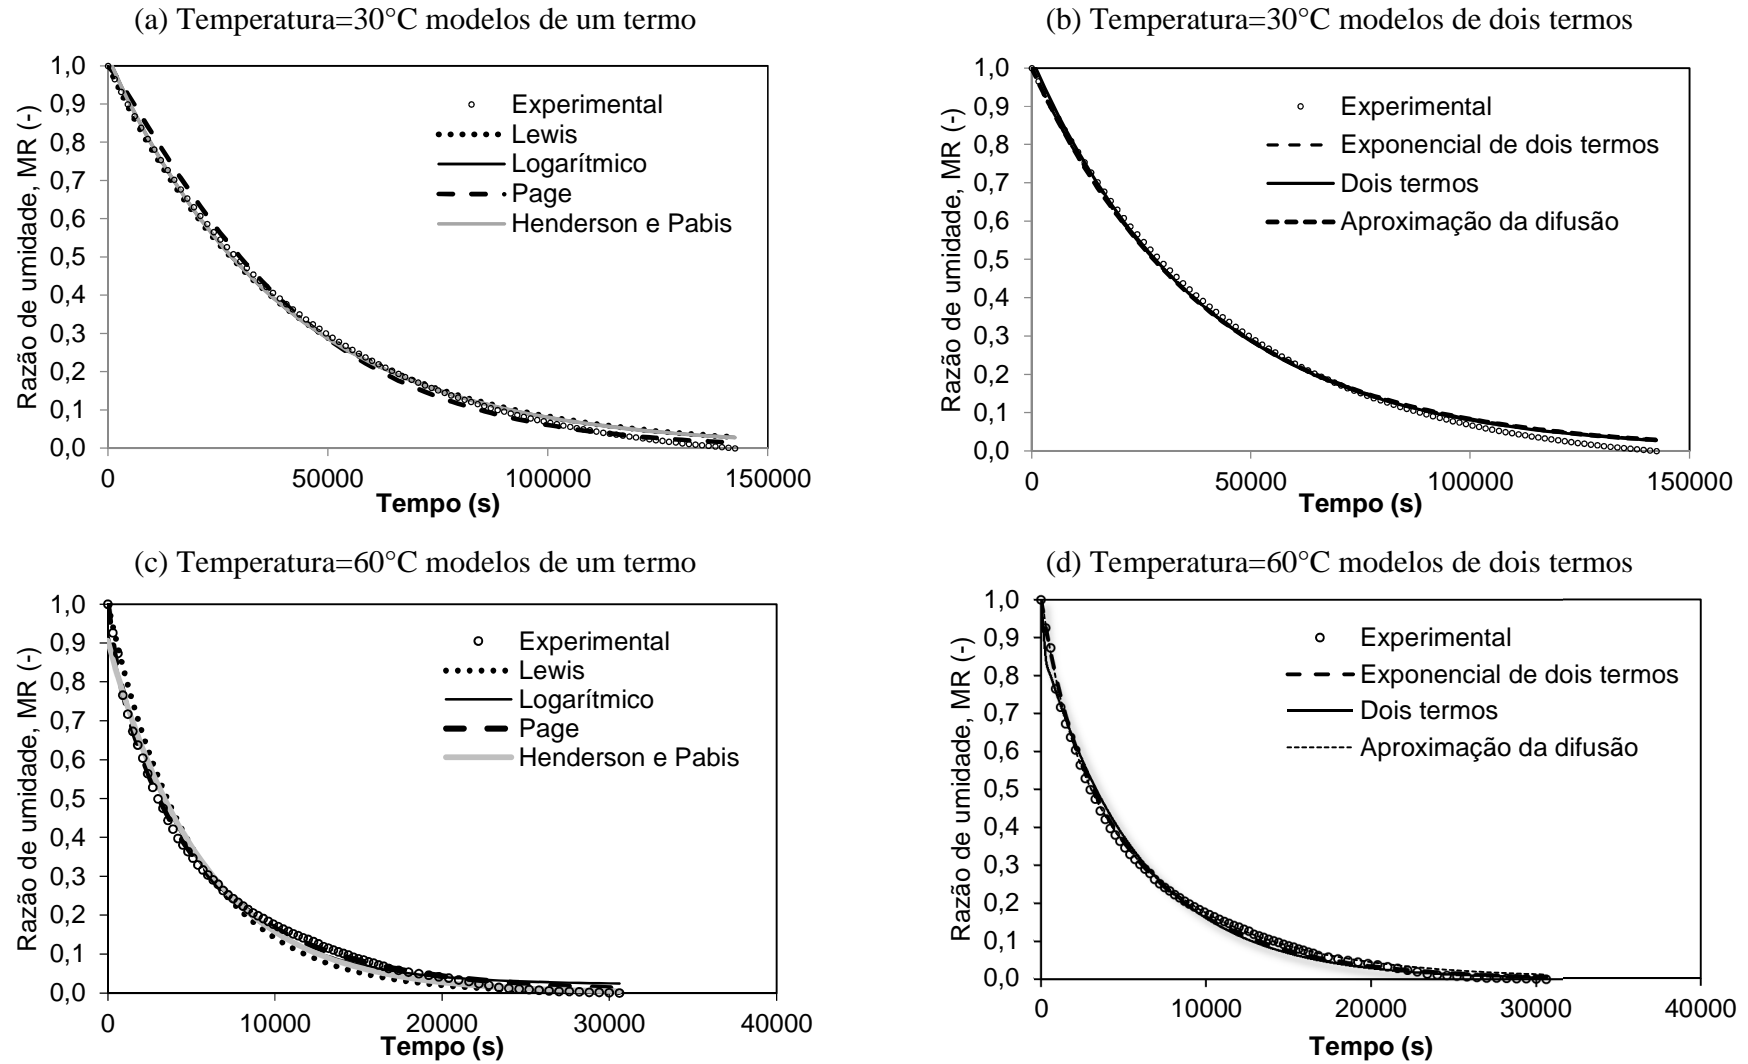 (a) Temperatura=30°C modelos de um termo
Razão de umidade, MR (-)
1,0
0,9
0,8
0,7
0,6
0,5
0,4
0,3
0,2
0,1
0,0
Experimental
Lewis
Logarítmico
Page
Henderson e Pabis
0 50000 100000 150000
Tempo (s)
(b) Temperatura=30°C modelos de dois termos
Razão de umidade, MR (-)
1,0
0,9
0,8
0,7
0,6
0,5
0,4
0,3
0,2
0,1
0,0
Experimental
Exponencial de dois termos
Dois termos
Aproximação da difusão
0 50000 100000 150000
Tempo (s)
(c) Temperatura=60°C modelos de um termo
Razão de umidade, MR (-)
1,0
0,9
0,8
0,7
0,6
0,5
0,4
0,3
0,2
0,1
0,0
Experimental
Lewis
Logarítmico
Page
Henderson e Pabis
0 10000 20000 30000 40000
Tempo (s)
(d) Temperatura=60°C modelos de dois termos
Razão de umidade, MR (-)
1,0
0,9
0,8
0,7
0,6
0,5
0,4
0,3
0,2
0,1
0,0
Experimental
Exponencial de dois termos
Dois termos
Aproximação da difusão
0 10000 20000 30000 40000
Tempo (s)